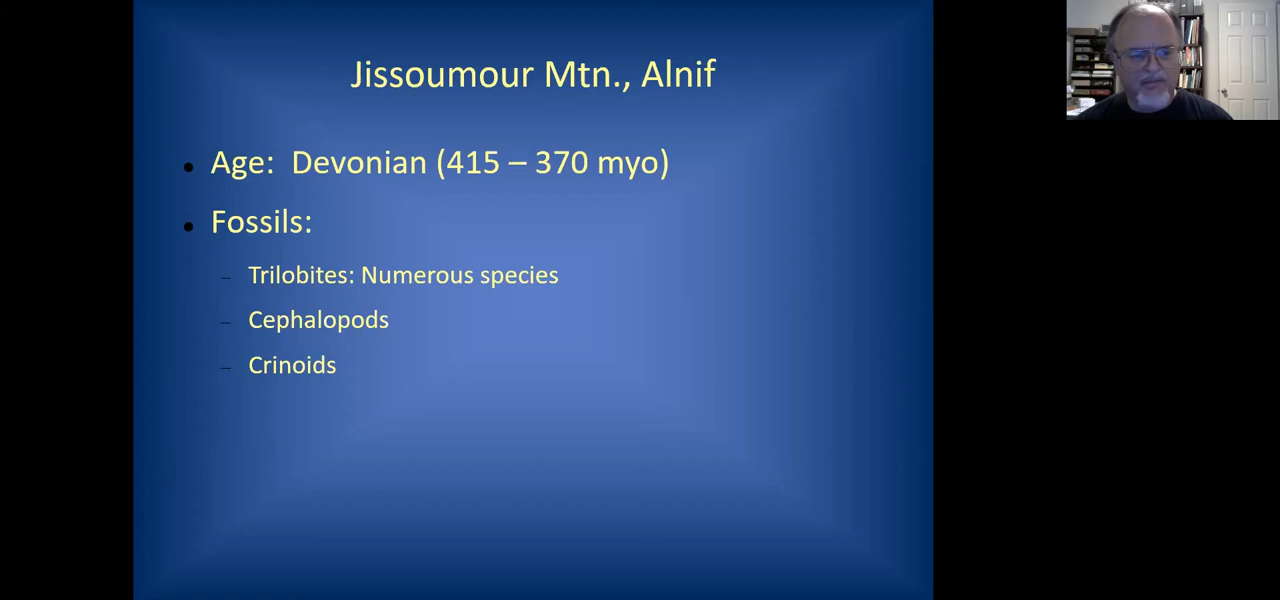 Jissoumour Mtn., Alnif
Age: Devonian (415 – 370 myo)
Fossils:
Trilobites: Numerous species
Cephalopods
Crinoids